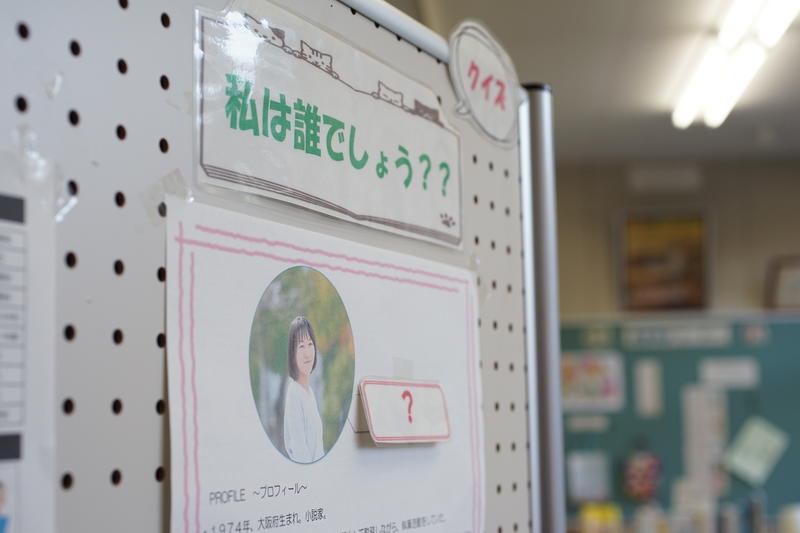 クイズ
私は誰でしょう??
?
PROFILE ～プロフィール～
1974年、大阪府生まれ。小説家。